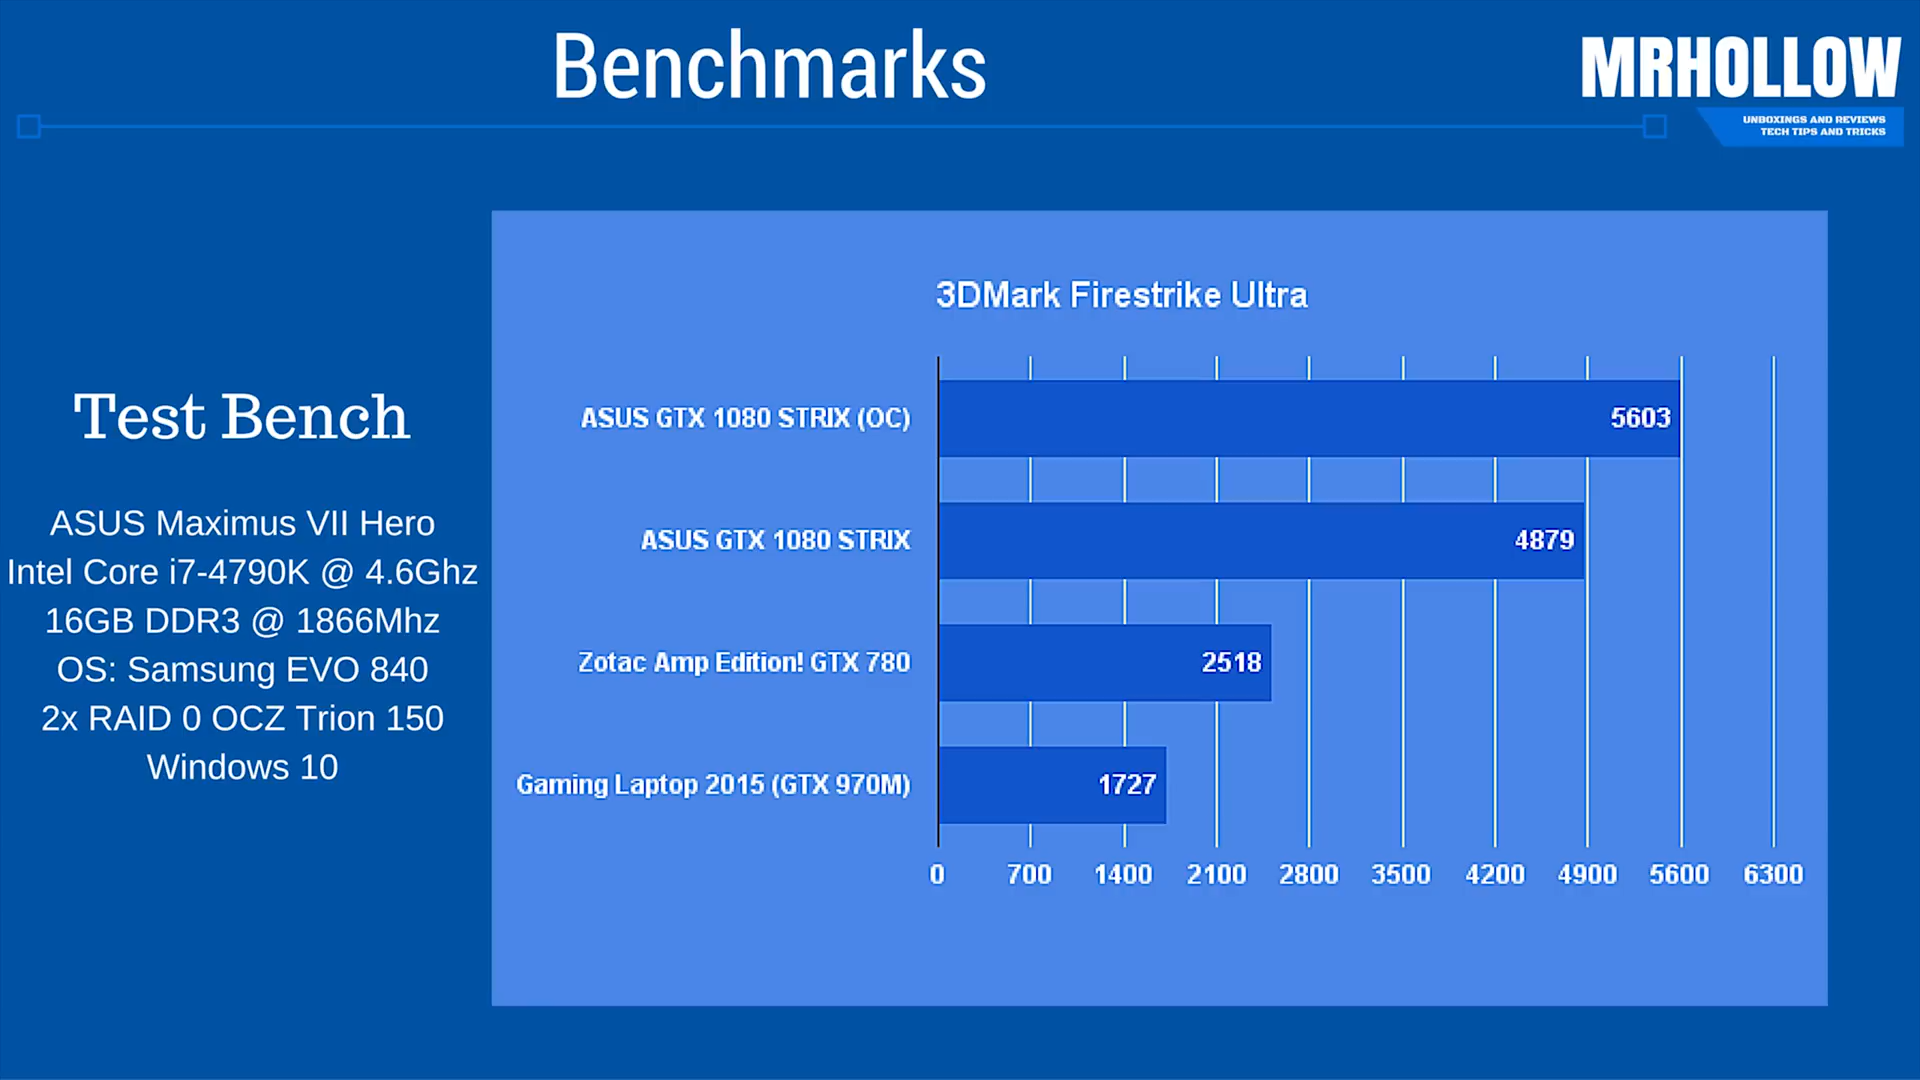 Benchmarks
MRHOLLOW
UNBOXINGS AND REVIEWS
TECH TIPS AND TRICKS
Test Bench
ASUS Maximus VII Hero
Intel Core i7-4790K @ 4.6Ghz
16GB DDR3 @ 1866Mhz
OS: Samsung EVO 840
2x RAID 0 OCZ Trion 150
Windows 10
3DMark Firestrike Ultra
ASUS GTX 1080 STRIX (OC) 5603
ASUS GTX 1080 STRIX 4879
Zotac Amp Edition! GTX 780 2518
Gaming Laptop 2015 (GTX 970M) 1727
0 700 1400 2100 2800 3500 4200 4900 5600 6300